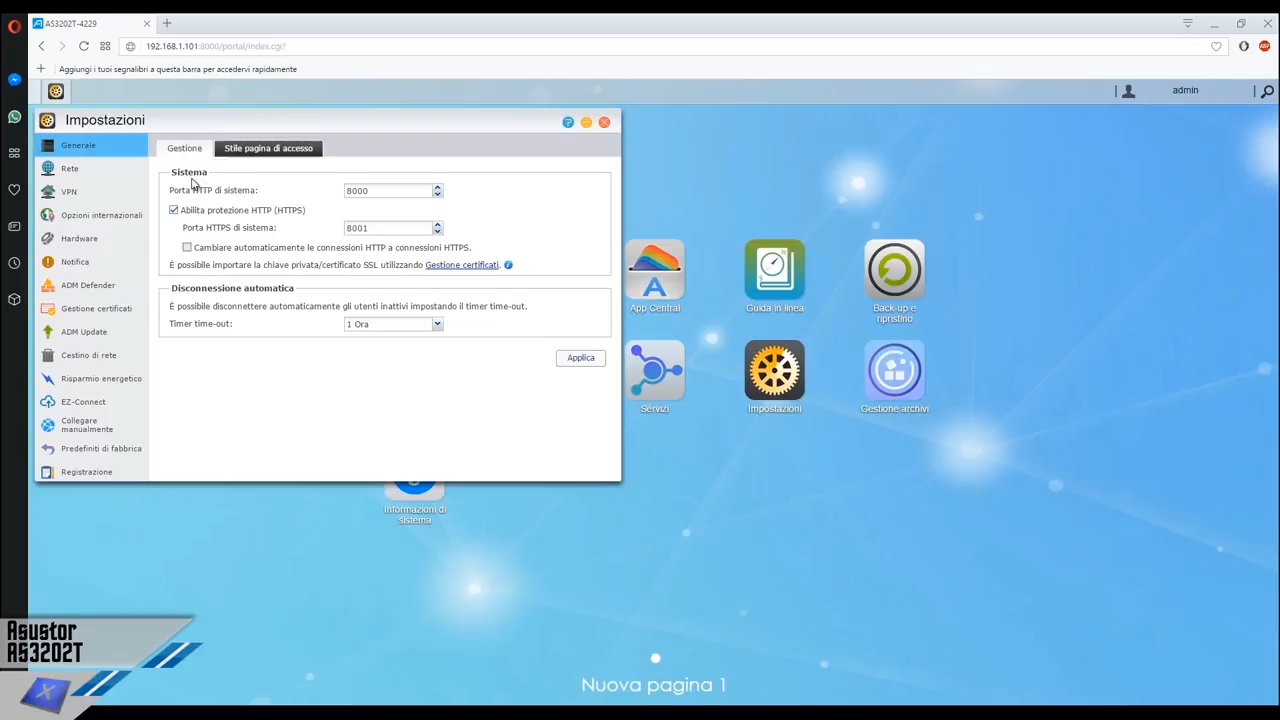 AS3202T-4229
192.168.1.101:8000/portal/index.cgi?
Aggiungi i tuoi segnalibri a questa barra per accedervi rapidamente
admin
Impostazioni
Generale
Rete
VPN
Opzioni internazionali
Hardware
Notifica
ADM Defender
Gestione certificati
ADM Update
Cestino di rete
Risparmio energetico
EZ-Connect
Collegare
manualmente
Predefiniti di fabbrica
Registrazione
Gestione
Stile pagina di accesso
Sistema
Porta HTTP di sistema:
8000
Abilita protezione HTTP (HTTPS)
Porta HTTPS di sistema:
8001
Cambiare automaticamente le connessioni HTTP a connessioni HTTPS.
È possibile importare la chiave privata/certificato SSL utilizzando Gestione certificati.
Disconnessione automatica
È possibile disconnettere automaticamente gli utenti inattivi impostando il timer time-out.
Timer time-out:
1 Ora
Applica
App Central
Guida in linea
Back-up e
ripristino
Servizi
Impostazioni
Gestione archivi
Informazioni di
sistema
Nuova pagina 1
Asustor
AS3202T
X
ABP